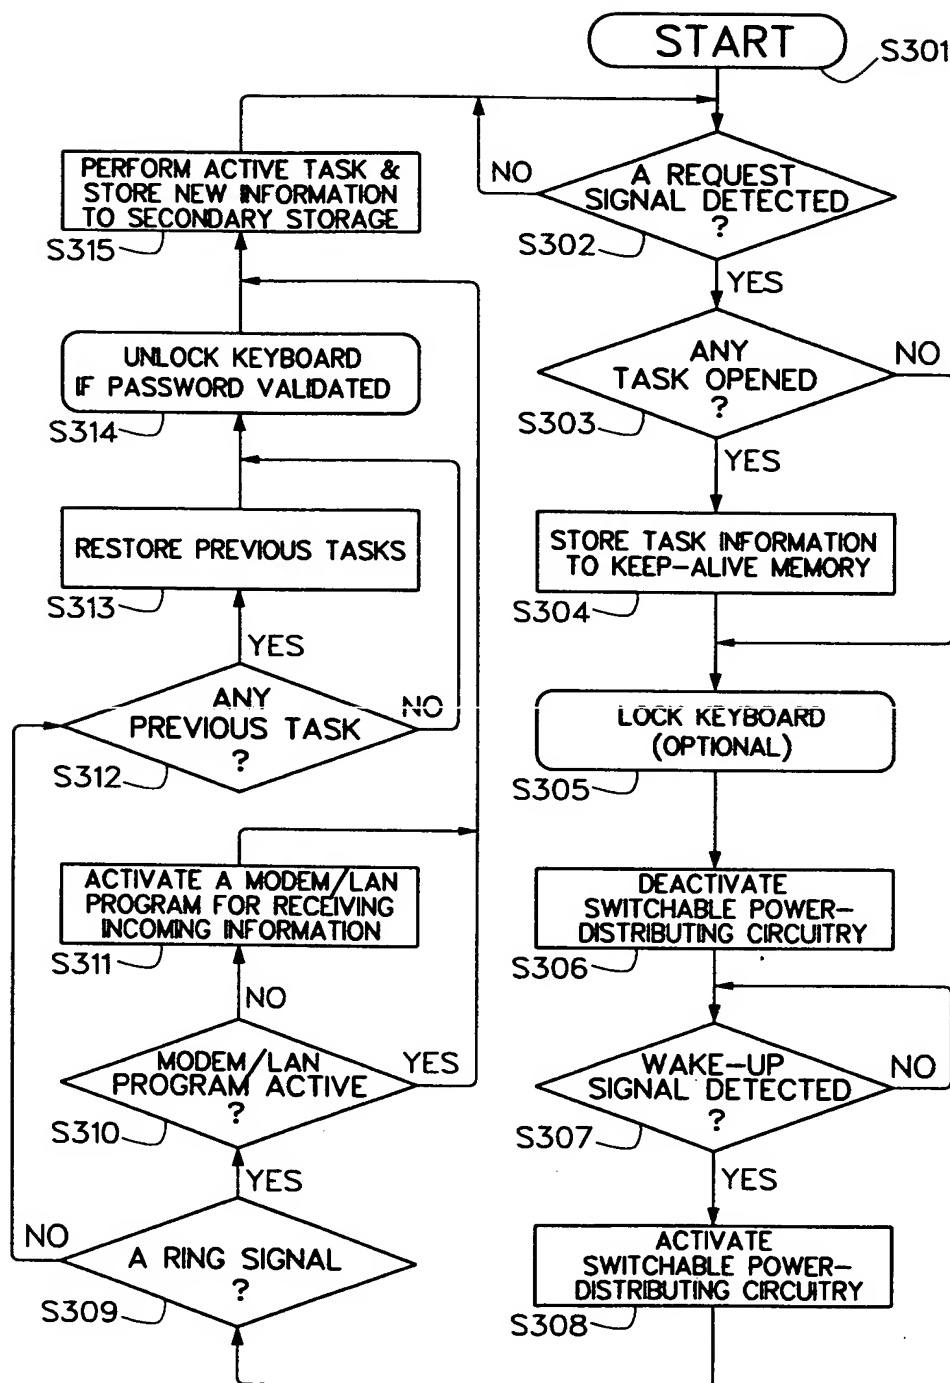 START
S301
A REQUEST
SIGNAL DETECTED
?
S302
NO
YES
ANY
TASK OPENED
?
S303
NO
YES
STORE TASK INFORMATION
TO KEEP-ALIVE MEMORY
S304
LOCK KEYBOARD
(OPTIONAL)
S305
DEACTIVATE
SWITCHABLE POWER-
DISTRIBUTING CIRCUITRY
S306
WAKE-UP
SIGNAL DETECTED
?
S307
NO
YES
ACTIVATE
SWITCHABLE POWER-
DISTRIBUTING CIRCUITRY
S308
A RING SIGNAL
?
S309
NO
YES
MODEM/LAN
PROGRAM ACTIVE
?
S310
YES
NO
ACTIVATE A MODEM/LAN
PROGRAM FOR RECEIVING
INCOMING INFORMATION
S311
ANY
PREVIOUS TASK
?
S312
NO
YES
RESTORE PREVIOUS TASKS
S313
UNLOCK KEYBOARD
IF PASSWORD VALIDATED
S314
PERFORM ACTIVE TASK &
STORE NEW INFORMATION
TO SECONDARY STORAGE
S315